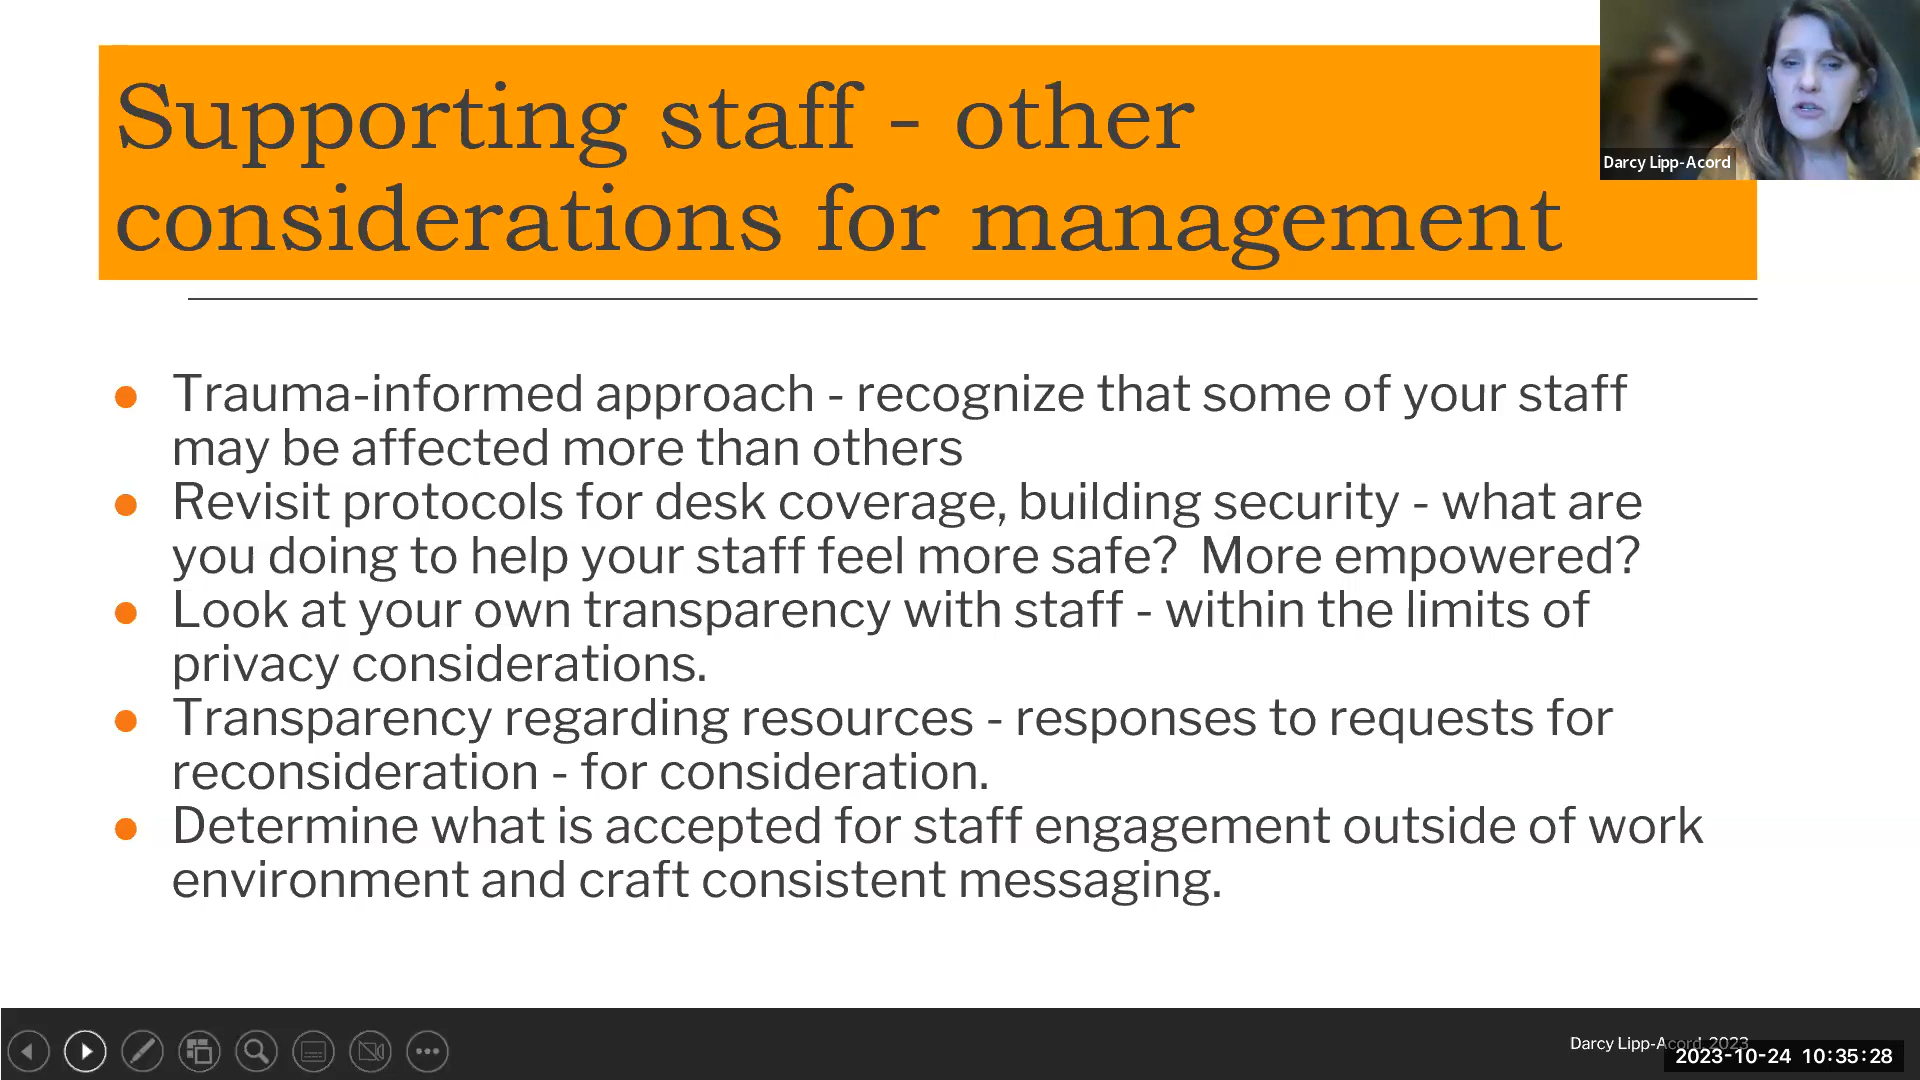 Supporting staff - other
considerations for management
Darcy Lipp-Acord
● Trauma-informed approach - recognize that some of your staff
may be affected more than others
● Revisit protocols for desk coverage, building security - what are
you doing to help your staff feel more safe?  More empowered?
● Look at your own transparency with staff - within the limits of
privacy considerations.
● Transparency regarding resources - responses to requests for
reconsideration - for consideration.
● Determine what is accepted for staff engagement outside of work
environment and craft consistent messaging.
Darcy Lipp-Acord, 2023
2023-10-24 10:35:28